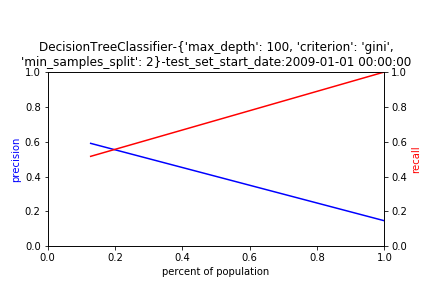 DecisionTreeClassifier-{'max_depth': 100, 'criterion': 'gini',
'min_samples_split': 2}-test_set_start_date:2009-01-01 00:00:00
1.0
0.8
0.6
0.4
0.2
0.0
precision
1.0
0.8
0.6
0.4
0.2
0.0
recall
0.0 0.2 0.4 0.6 0.8 1.0
percent of population